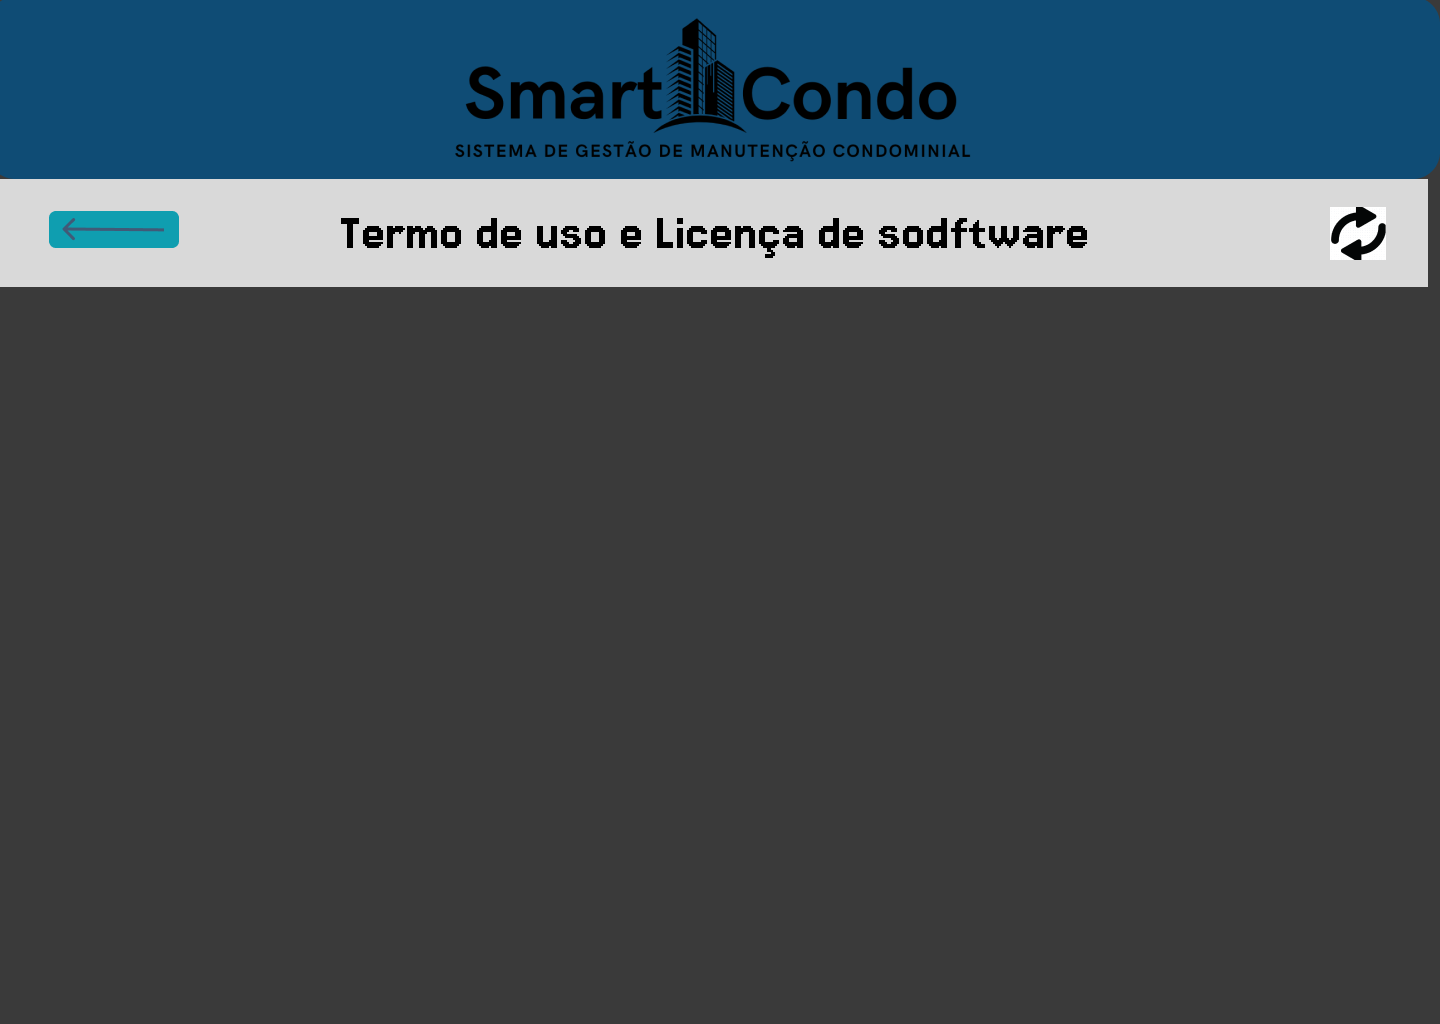 Smart Condo
SISTEMA DE GESTÃO DE MANUTENÇÃO CONDOMINIAL
Termo de uso e Licença de sodftware